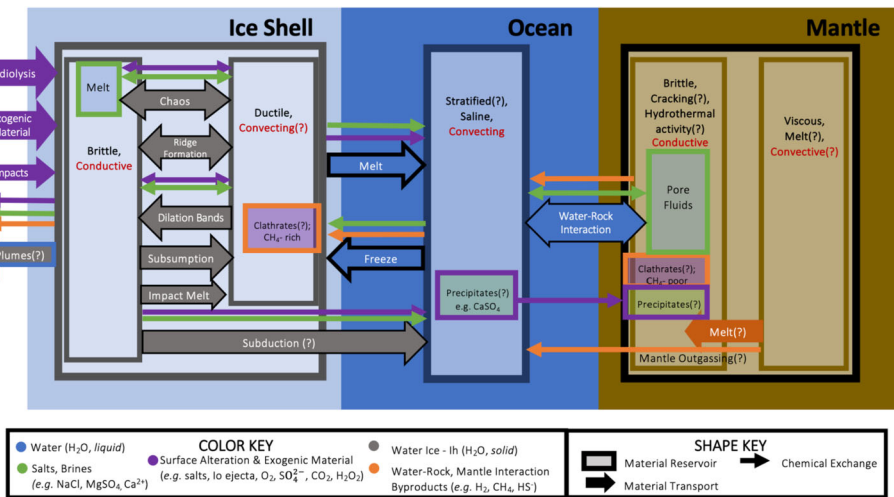 Ice Shell
Ocean
Mantle
diolysis
xogenic
Material
mpacts
Plumes(?)
Melt
Brittle,
Conductive
Chaos
Ridge
Formation
Dilation Bands
Subsumption
Impact Melt
Subduction (?)
Ductile,
Convecting(?)
Clathrates(?);
CH₄- rich
Melt
Freeze
Stratified(?),
Saline,
Convecting
Precipitates(?)
e.g. CaSO₄
Water-Rock
Interaction
Brittle,
Cracking(?),
Hydrothermal
activity(?)
Conductive
Pore
Fluids
Clathrates(?);
CH₄- poor
Precipitates(?)
Melt(?)
Mantle Outgassing(?)
Viscous,
Melt(?),
Convective(?)
COLOR KEY
Water (H₂O, liquid)
Salts, Brines
(e.g. NaCl, MgSO₄, Ca²⁺)
Surface Alteration & Exogenic Material
(e.g. salts, Io ejecta, O₂, SO₄²⁻, CO₂, H₂O₂)
Water Ice - Ih (H₂O, solid)
Water-Rock, Mantle Interaction
Byproducts (e.g. H₂, CH₄, HS⁻)
SHAPE KEY
Material Reservoir
Material Transport
Chemical Exchange